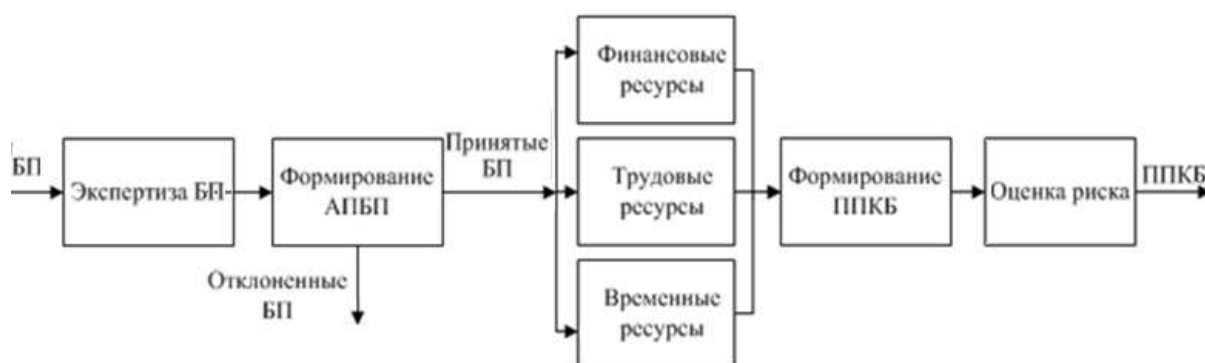 БП
Экспертиза БП
Формирование
АПБП
Отклоненные
БП
Принятые
БП
Финансовые
ресурсы
Трудовые
ресурсы
Временные
ресурсы
Формирование
ППКБ
Оценка риска
ППКБ